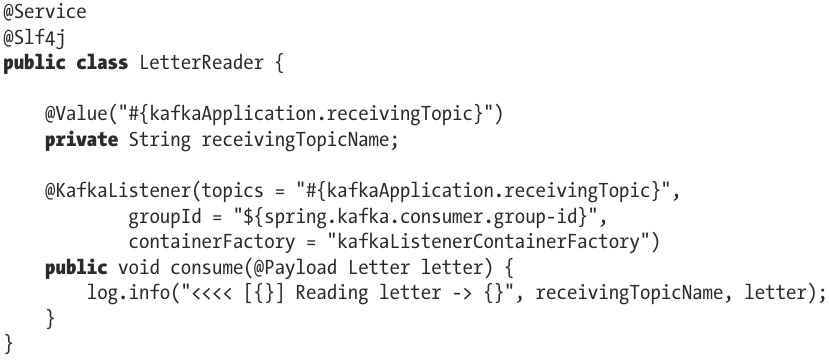 @Service
@Slf4j
public class LetterReader {

    @Value("#{kafkaApplication.receivingTopic}")
    private String receivingTopicName;

    @KafkaListener(topics = "#{kafkaApplication.receivingTopic}",
            groupId = "${spring.kafka.consumer.group-id}",
            containerFactory = "kafkaListenerContainerFactory")
    public void consume(@Payload Letter letter) {
        log.info("<<<< [{}] Reading letter -> {}", receivingTopicName, letter);
    }
}